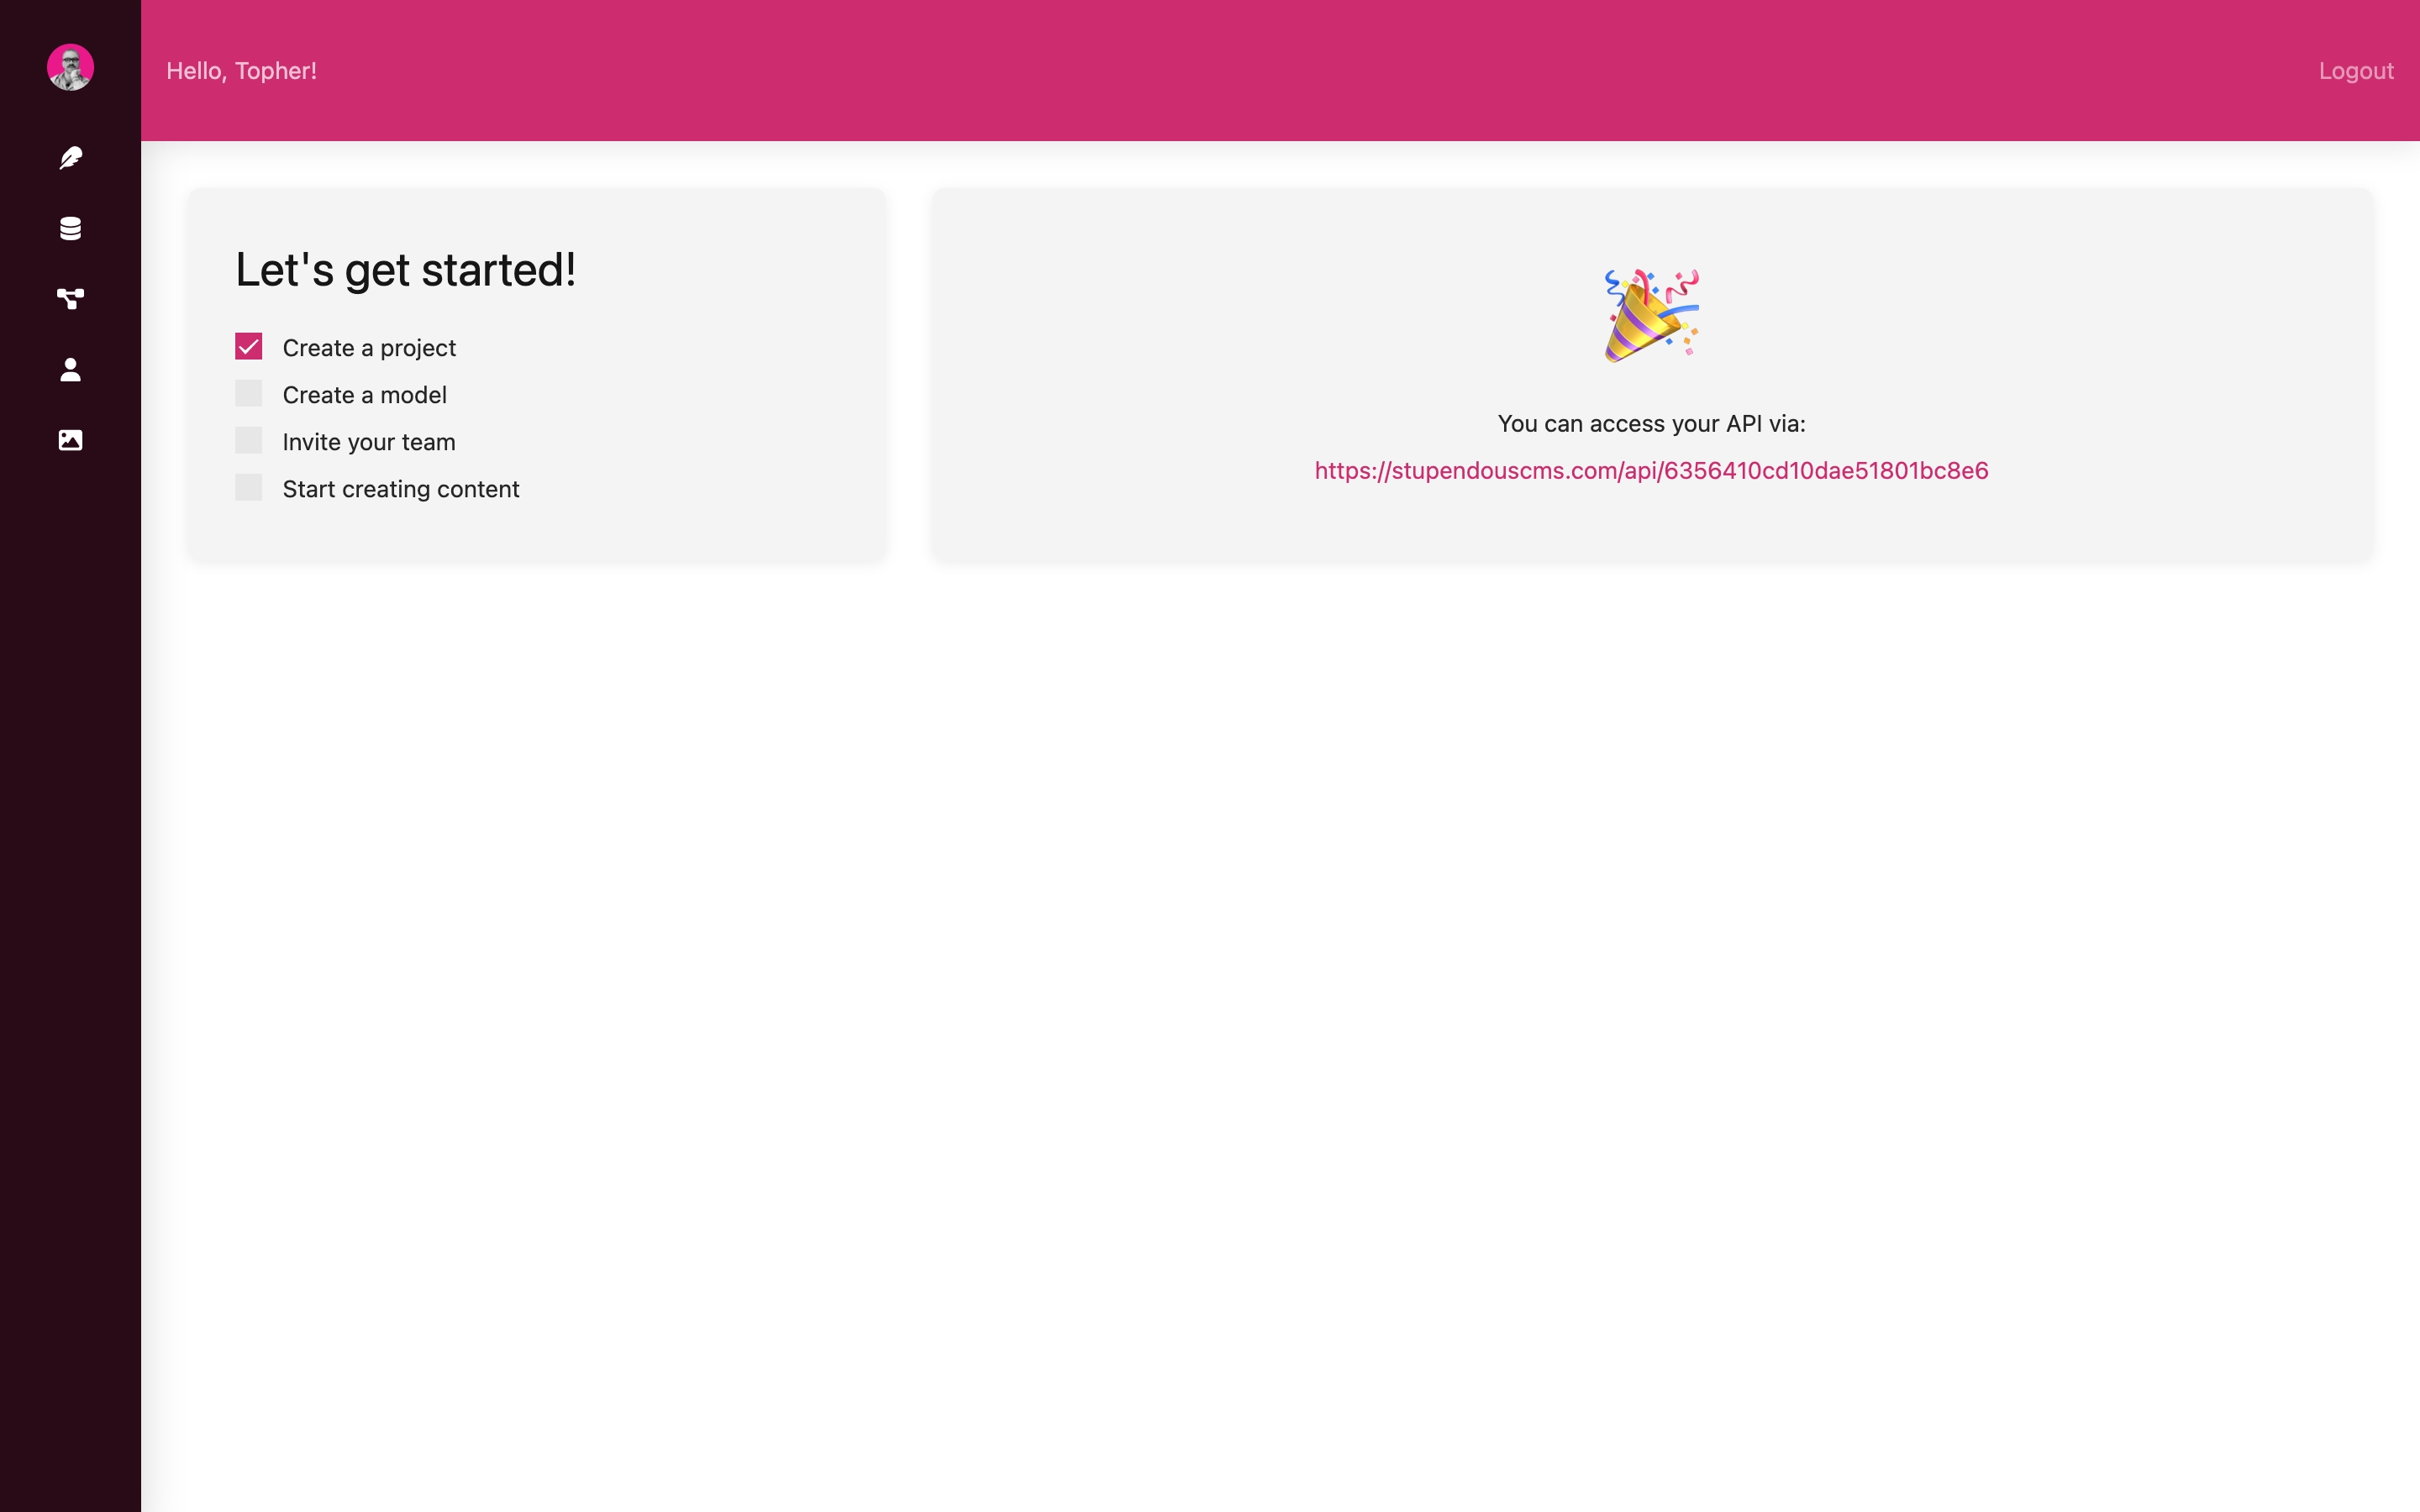 Hello, Topher!
Logout
Let's get started!
Create a project
Create a model
Invite your team
Start creating content
You can access your API via:
https://stupendouscms.com/api/6356410cd10dae51801bc8e6